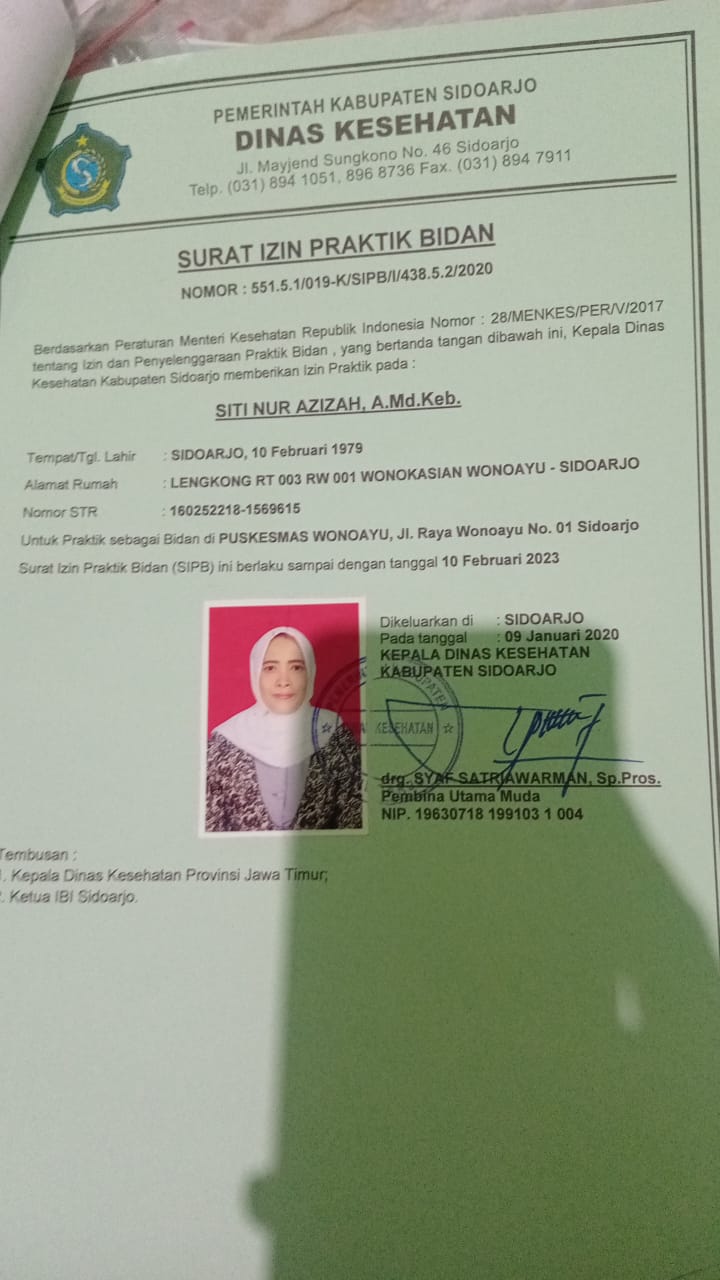 PEMERINTAH KABUPATEN SIDOARJO
DINAS KESEHATAN
Jl. Mayjend Sungkono No. 46 Sidoarjo
Telp. (031) 894 1051, 896 8736 Fax. (031) 894 7911
SURAT IZIN PRAKTIK BIDAN
NOMOR : 551.5.1/019-K/SIPB/I/438.5.2/2020
Berdasarkan Peraturan Menteri Kesehatan Republik Indonesia Nomor : 28/MENKES/PER/V/2017
tentang Izin dan Penyelenggaraan Praktik Bidan , yang bertanda tangan dibawah ini, Kepala Dinas
Kesehatan Kabupaten Sidoarjo memberikan Izin Praktik pada :
SITI NUR AZIZAH, A.Md.Keb.
Tempat/Tgl. Lahir : SIDOARJO, 10 Februari 1979
Alamat Rumah : LENGKONG RT 003 RW 001 WONOKASIAN WONOAYU - SIDOARJO
Nomor STR : 160252218-1569615
Untuk Praktik sebagai Bidan di PUSKESMAS WONOAYU, Jl. Raya Wonoayu No. 01 Sidoarjo
Surat Izin Praktik Bidan (SIPB) ini berlaku sampai dengan tanggal 10 Februari 2023
Dikeluarkan di : SIDOARJO
Pada tanggal : 09 Januari 2020
KEPALA DINAS KESEHATAN
KABUPATEN SIDOARJO
KABUPATEN
KESEHATAN
drg. SYAF SATRIAWARMAN, Sp.Pros.
Pembina Utama Muda
NIP. 19630718 199103 1 004
Tembusan :
. Kepala Dinas Kesehatan Provinsi Jawa Timur;
. Ketua IBI Sidoarjo.